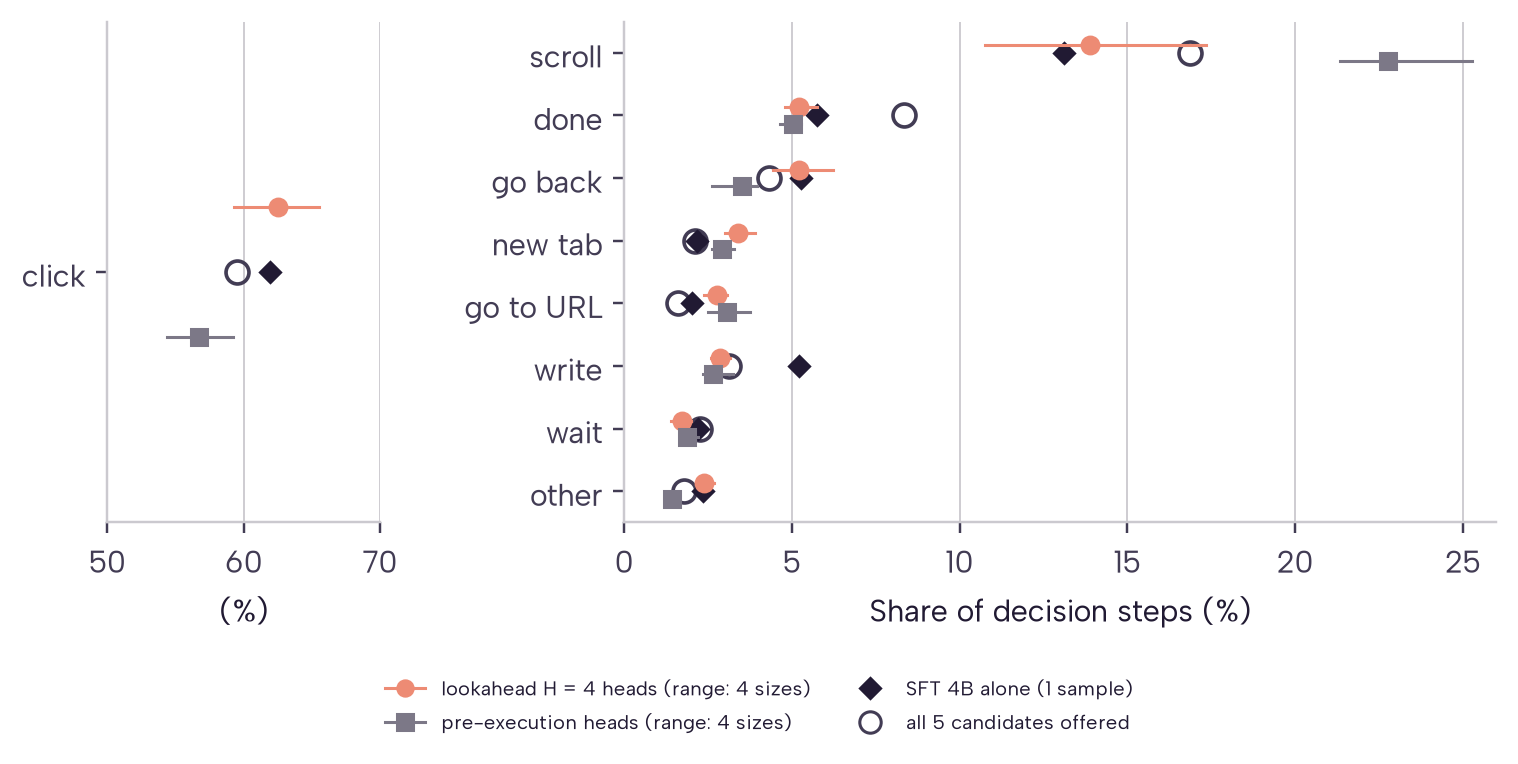 click
50 60 70
(%)
scroll
done
go back
new tab
go to URL
write
wait
other
0 5 10 15 20 25
Share of decision steps (%)
lookahead H = 4 heads (range: 4 sizes)
pre-execution heads (range: 4 sizes)
SFT 4B alone (1 sample)
all 5 candidates offered